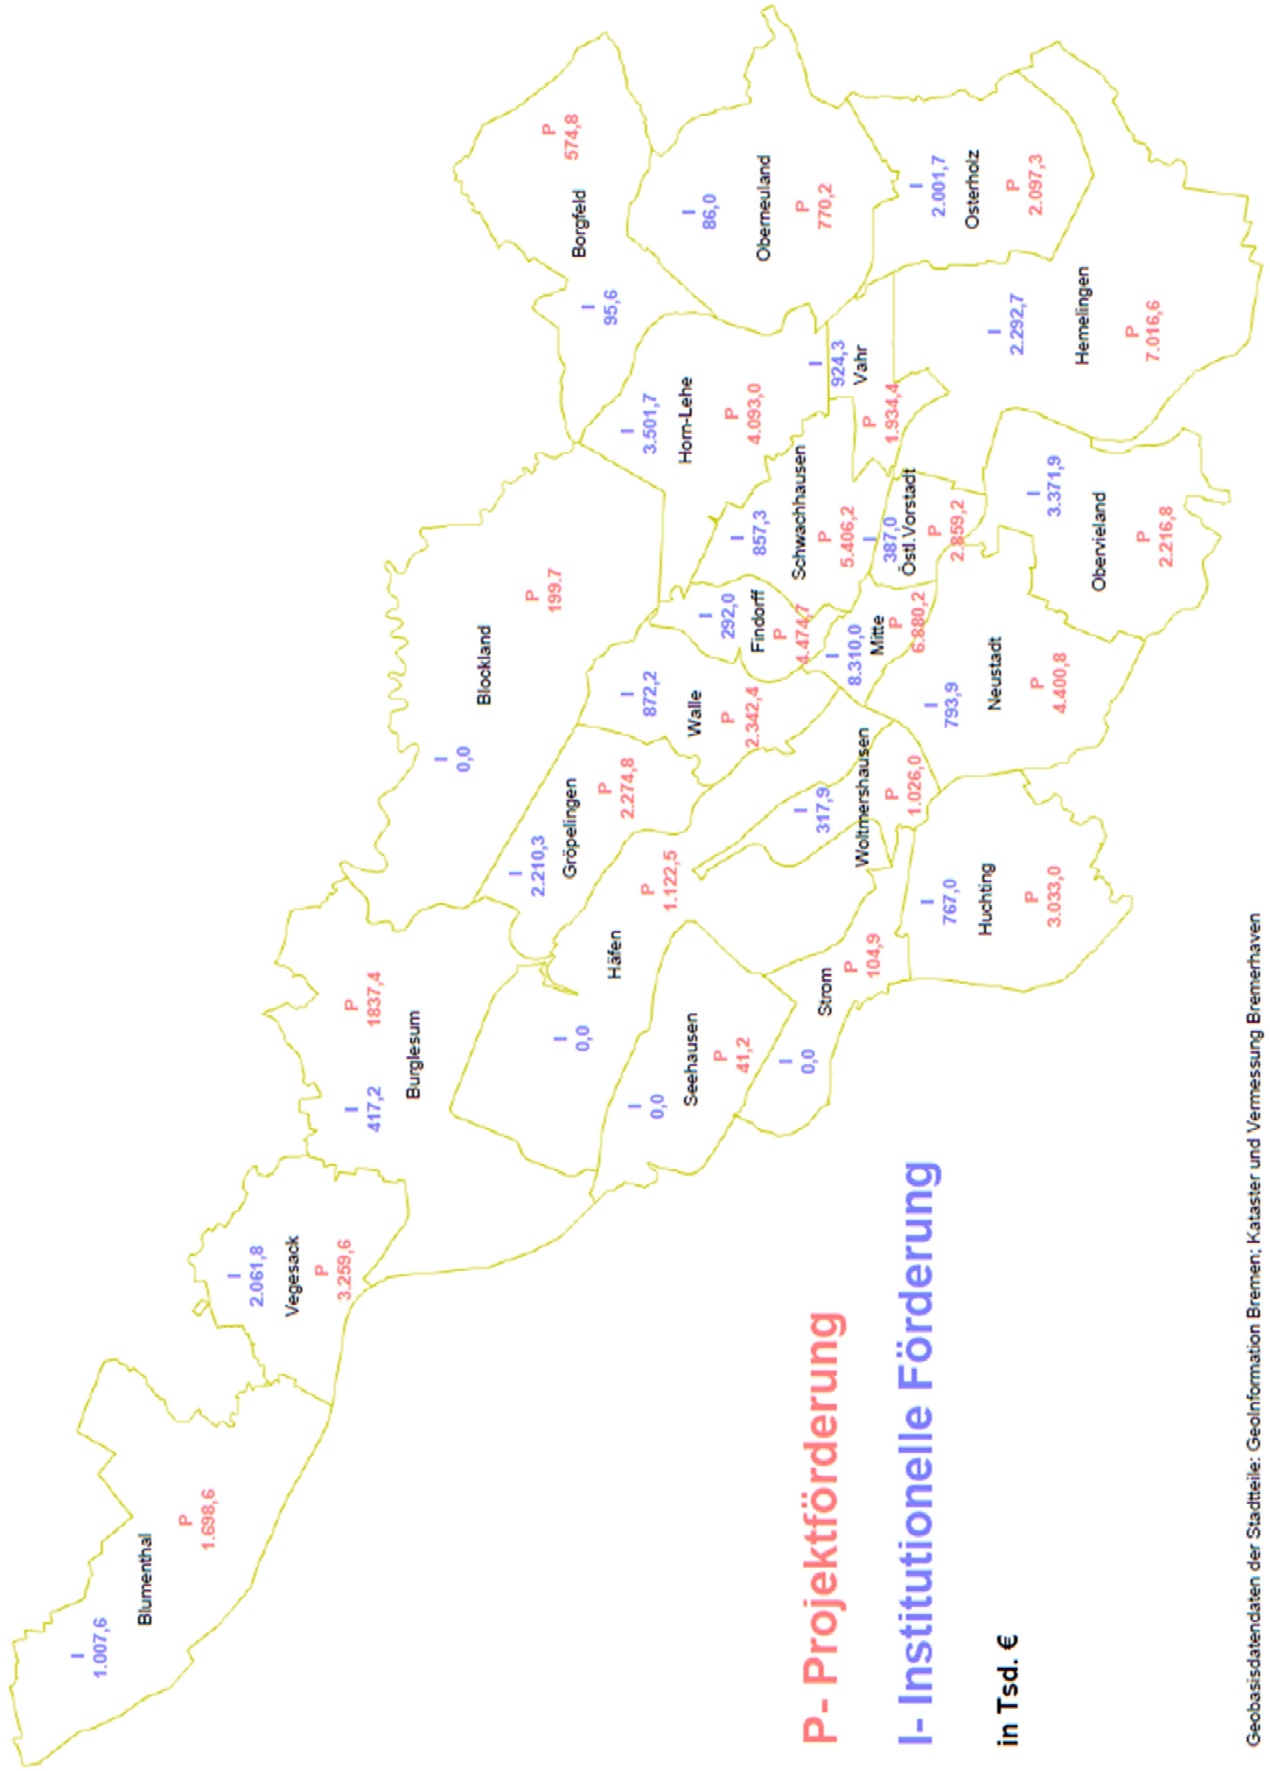 I
1.007,6
Blumenthal
P
1.698,6
I
2.061,8
Vegesack
P
3.259,6
I
417,2
P
1837,4
Burglesum
I
0,0
Blockland
P
199.7
I
95,6
Borgfeld
P
574,8
I
2.210,3
Gröpelingen
P
2.274,8
I
0,0
Häfen
P
1.122,5
I
0,0
Seehausen
P
41,2
I
0,0
Strom
P
104,9
I
872,2
Walle
P
2.342,4
I
292,0
Findorff
P
4.474,7
I
857,3
Schwachhausen
P
5.406,2
I
3.501,7
Horn-Lehe
P
4.093,0
I
86,0
Oberneuland
P
770,2
I
924,3
Vahr
P
1.934,4
I
2.001,7
Osterholz
P
2.097,3
I
8.310,0
Mitte
P
6.880,2
I
387,0
Östl.Vorstadt
P
2.859,2
I
2.292,7
Hemelingen
P
7.016,6
I
317,9
Woltmershausen
P
1.026,0
I
793,9
Neustadt
P
4.400,8
I
3.371,9
Obervieland
P
2.216,8
I
767,0
Huchting
P
3.033,0
P- Projektförderung
I- Institutionelle Förderung
in Tsd. €
Geobasisdatendaten der Stadtteile: GeoInformation Bremen; Kataster und Vermessung Bremerhaven